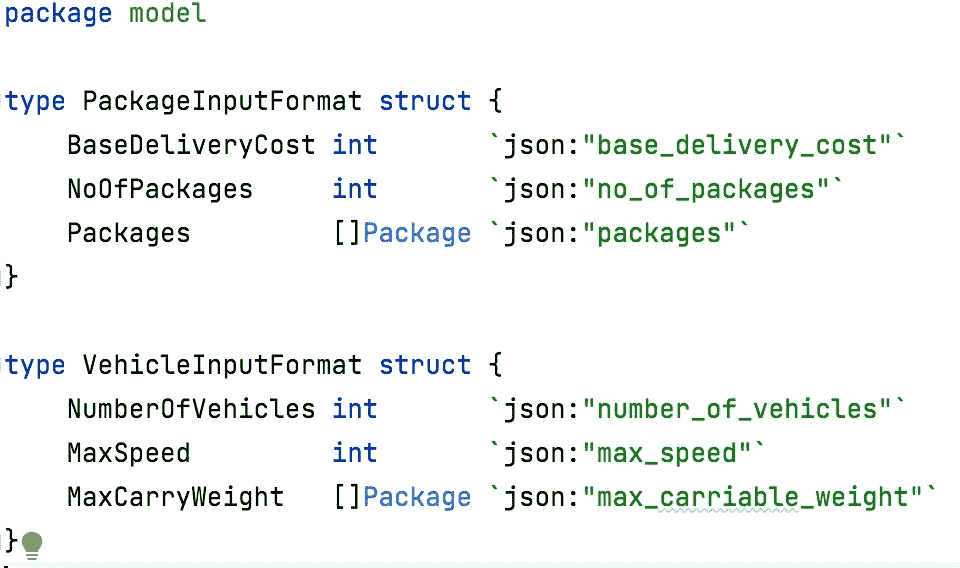 package model
type PackageInputFormat struct {
BaseDeliveryCost int `json:"base_delivery_cost"`
NoOfPackages int `json:"no_of_packages"`
Packages []Package `json:"packages"`
}
type VehicleInputFormat struct {
NumberOfVehicles int `json:"number_of_vehicles"`
MaxSpeed int `json:"max_speed"`
MaxCarryWeight []Package `json:"max_carriable_weight"`
}